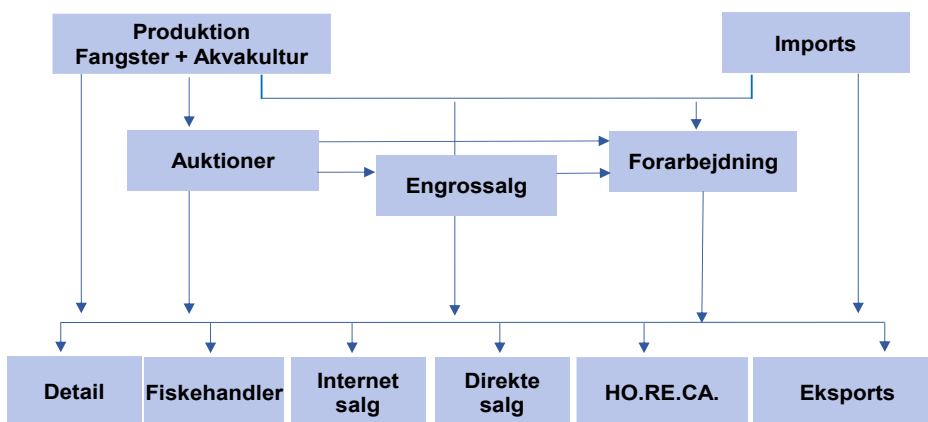 Produktion
Fangster + Akvakultur
Imports
Auktioner
Engrossalg
Forarbejdning
Detail
Fiskehandler
Internet
salg
Direkte
salg
HO.RE.CA.
Eksports